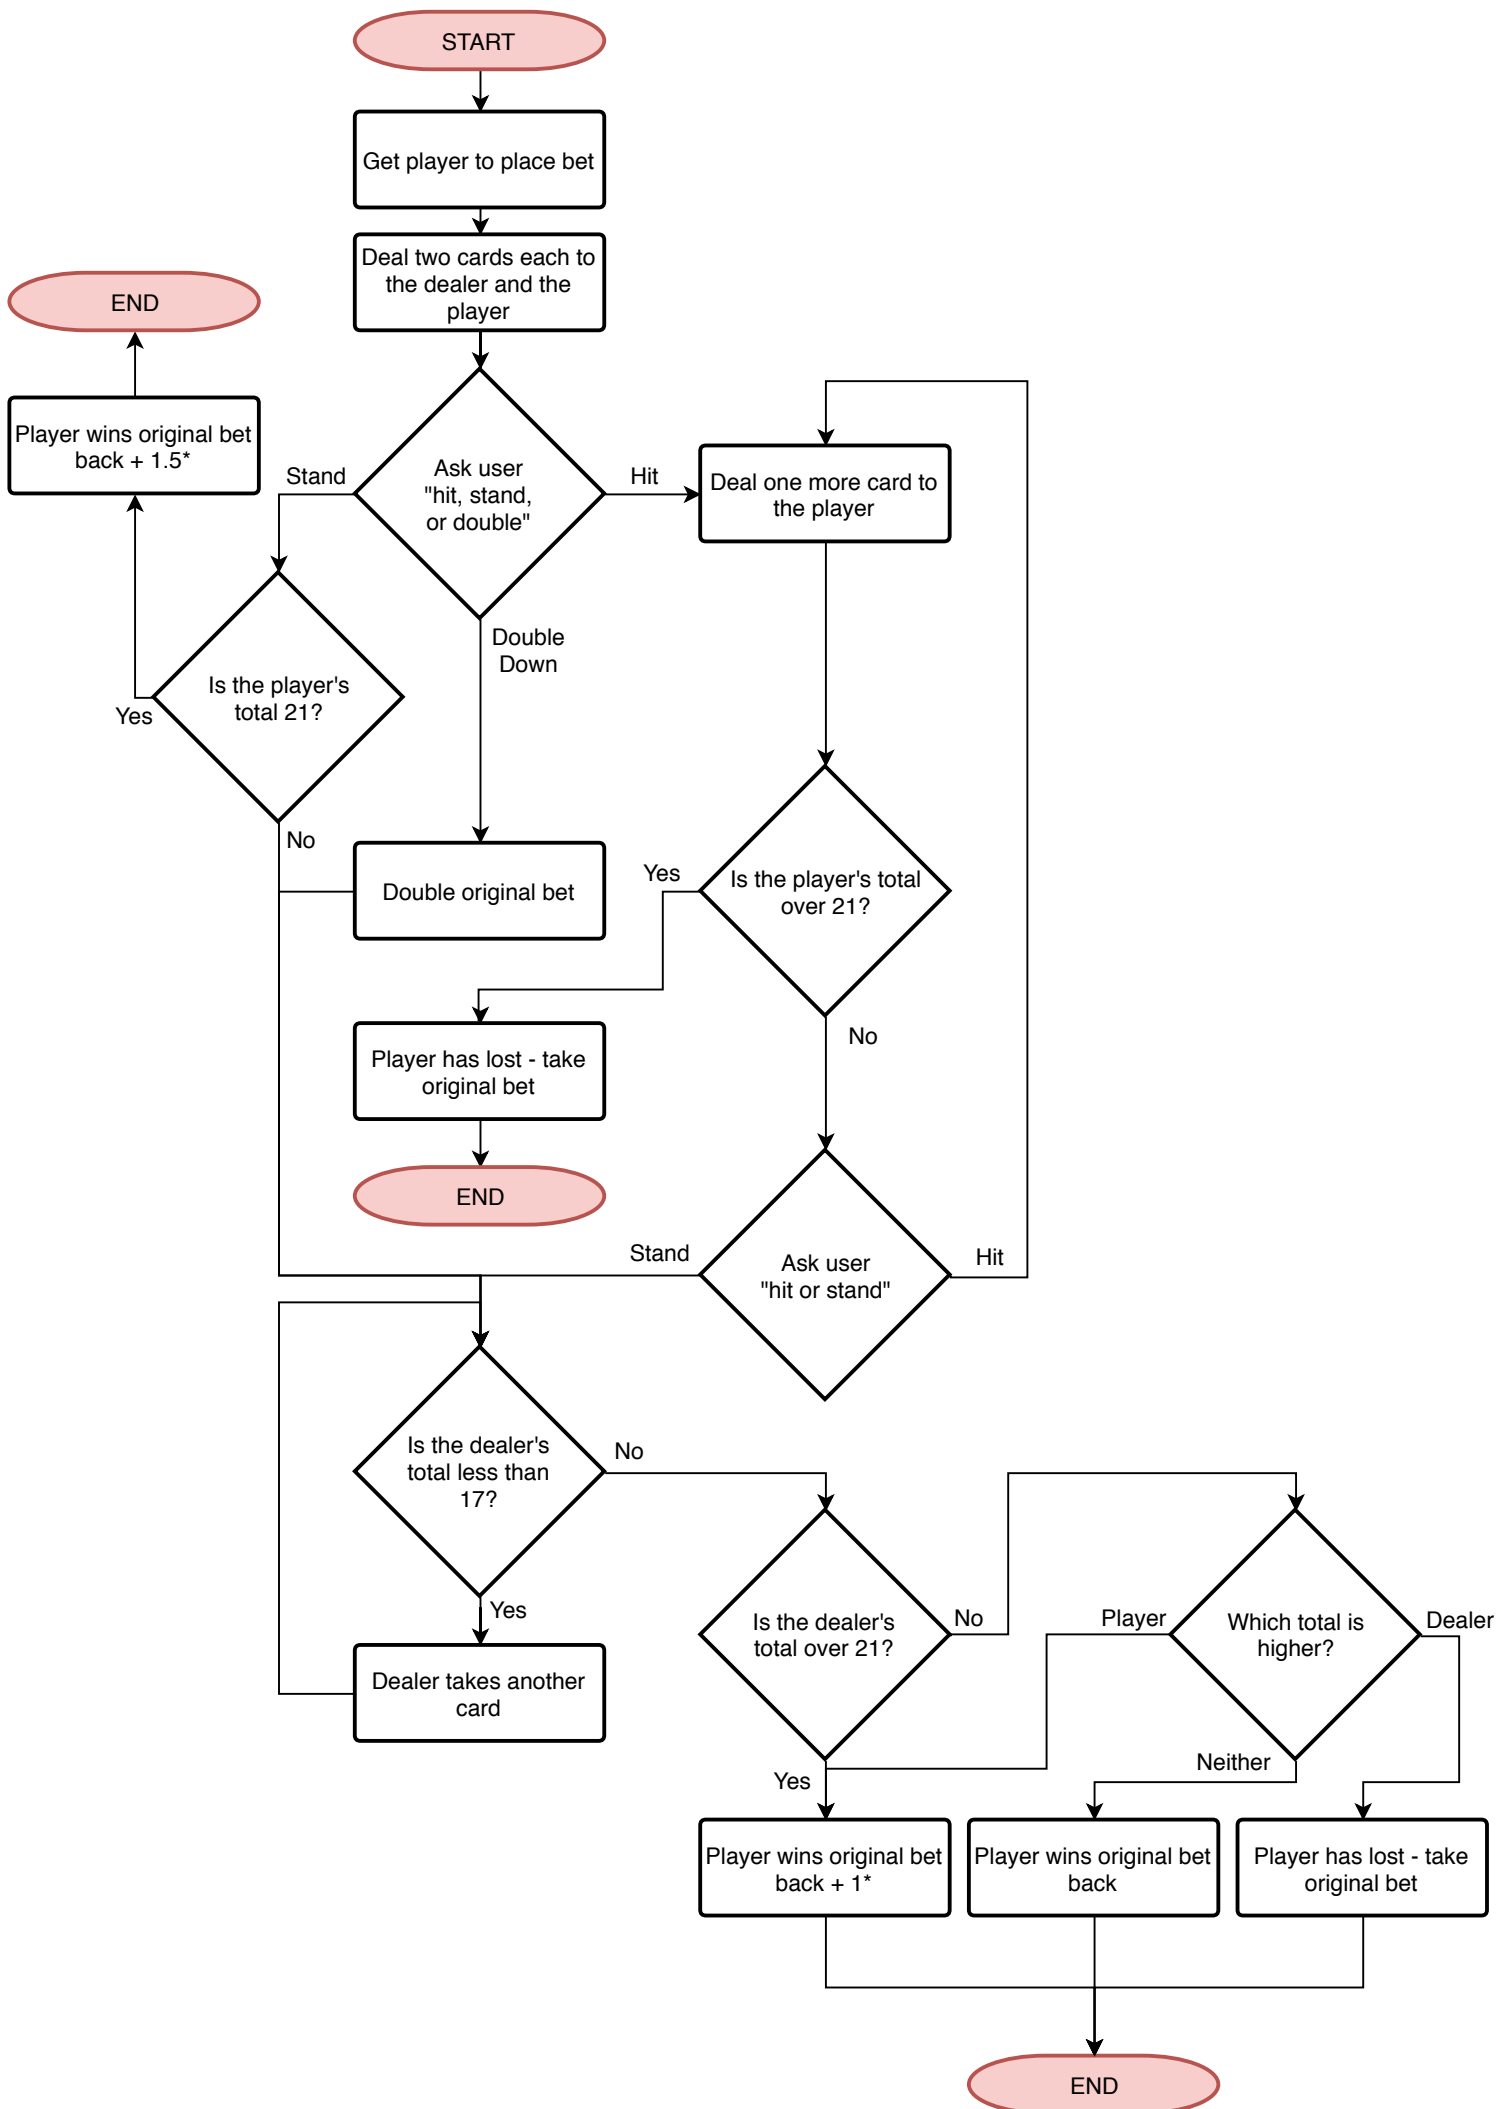 START
Get player to place bet
Deal two cards each to
the dealer and the
player
END
Player wins original bet
back + 1.5*
Stand
Ask user
"hit, stand,
or double"
Hit
Deal one more card to
the player
Double
Down
Is the player's
total 21?
Yes
No
Double original bet
Yes
Is the player's total
over 21?
No
Player has lost - take
original bet
END
Stand
Ask user
"hit or stand"
Hit
Is the dealer's
total less than
17?
No
Yes
Dealer takes another
card
Is the dealer's
total over 21?
No
Yes
Player
Which total is
higher?
Dealer
Neither
Player wins original bet
back + 1*
Player wins original bet
back
Player has lost - take
original bet
END